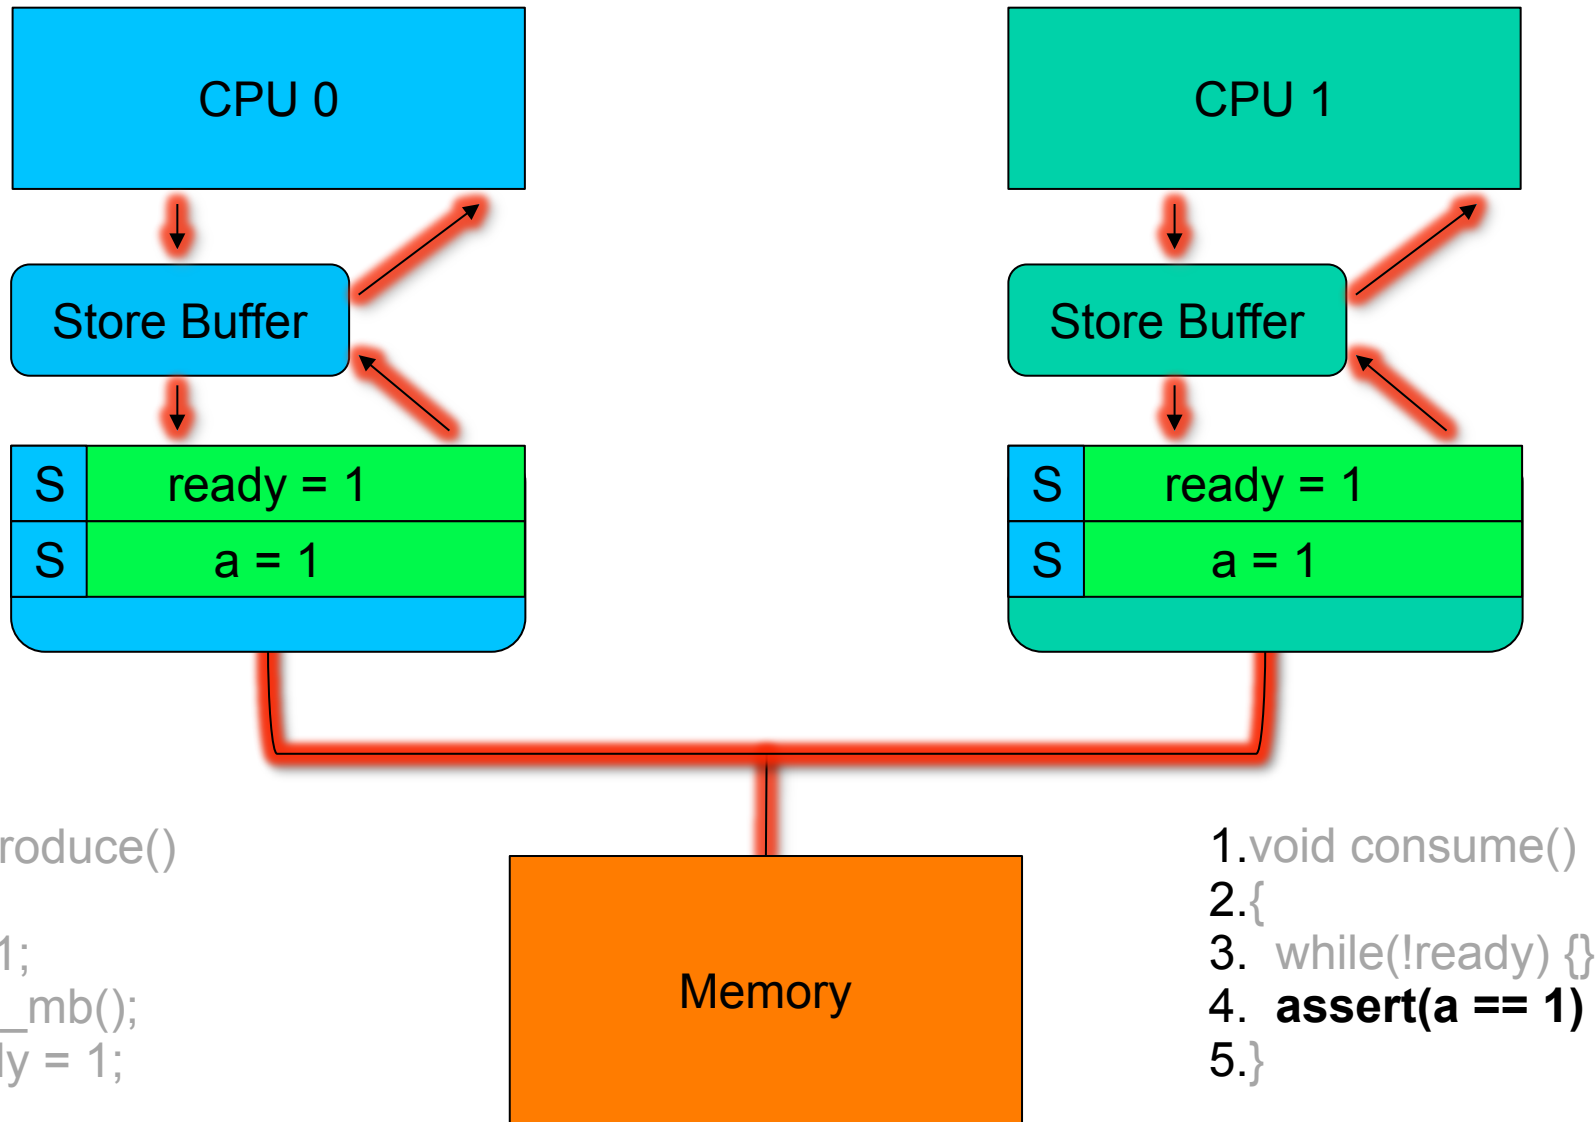 CPU 0
CPU 1
Store Buffer
Store Buffer
S ready = 1
S a = 1
S ready = 1
S a = 1
roduce()
1;
_mb();
ly = 1;
Memory
1.void consume()
2.{
3. while(!ready) {}
4. assert(a == 1)
5.}